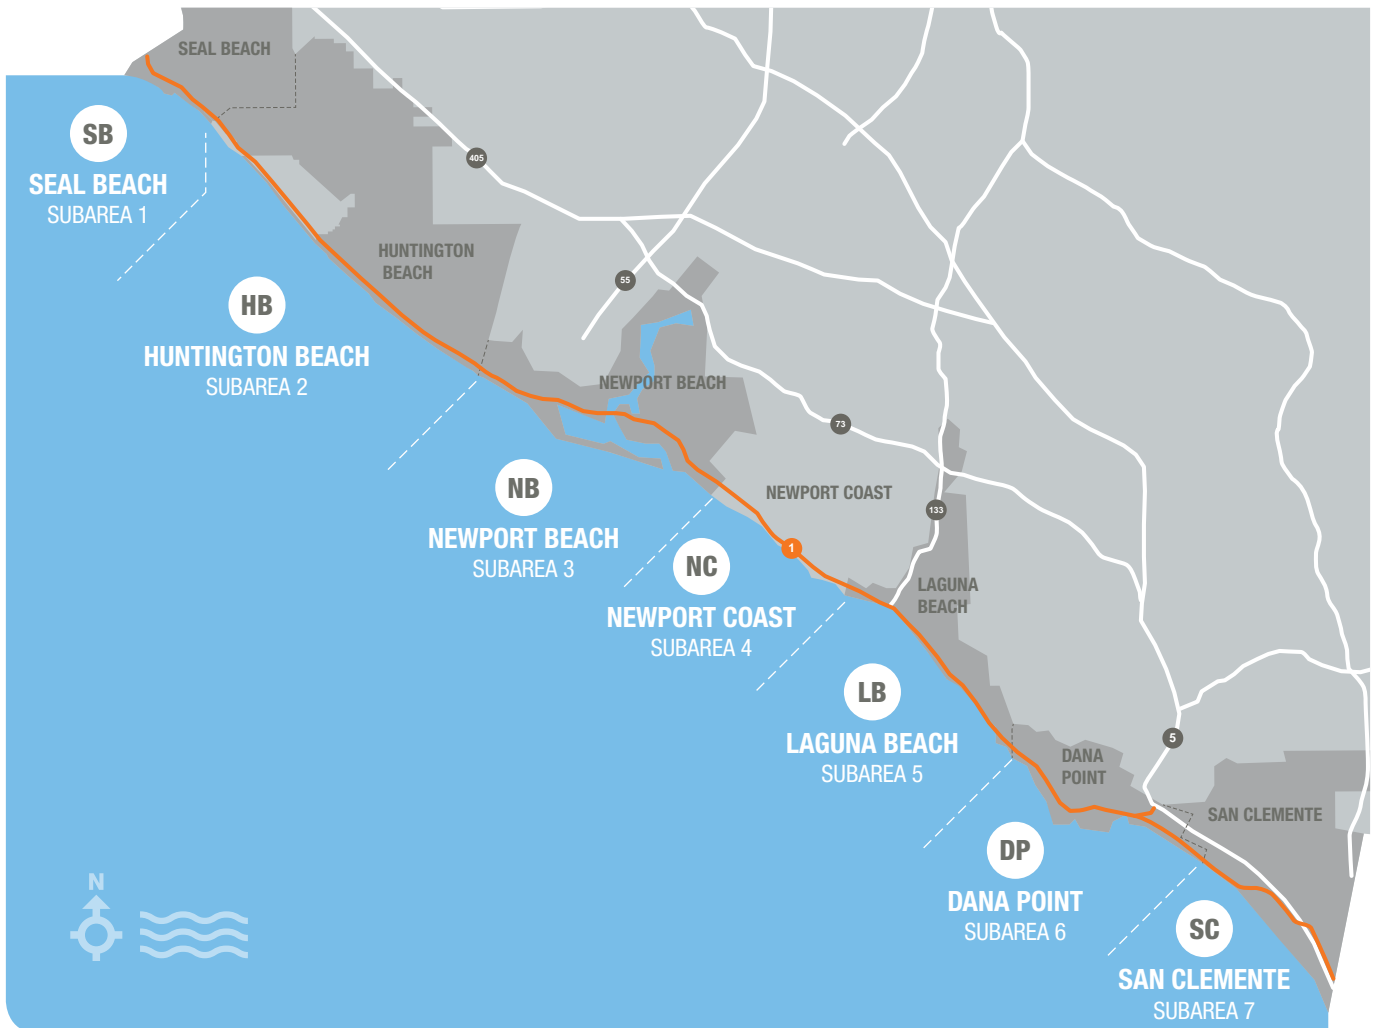 SEAL BEACH
SB
SEAL BEACH
SUBAREA 1
405
HUNTINGTON
BEACH
55
HB
HUNTINGTON BEACH
SUBAREA 2
NEWPORT BEACH
73
NB
NEWPORT BEACH
SUBAREA 3
NEWPORT COAST
133
1
NC
NEWPORT COAST
SUBAREA 4
LAGUNA
BEACH
LB
LAGUNA BEACH
SUBAREA 5
5
DANA
POINT
SAN CLEMENTE
DP
DANA POINT
SUBAREA 6
N
SC
SAN CLEMENTE
SUBAREA 7